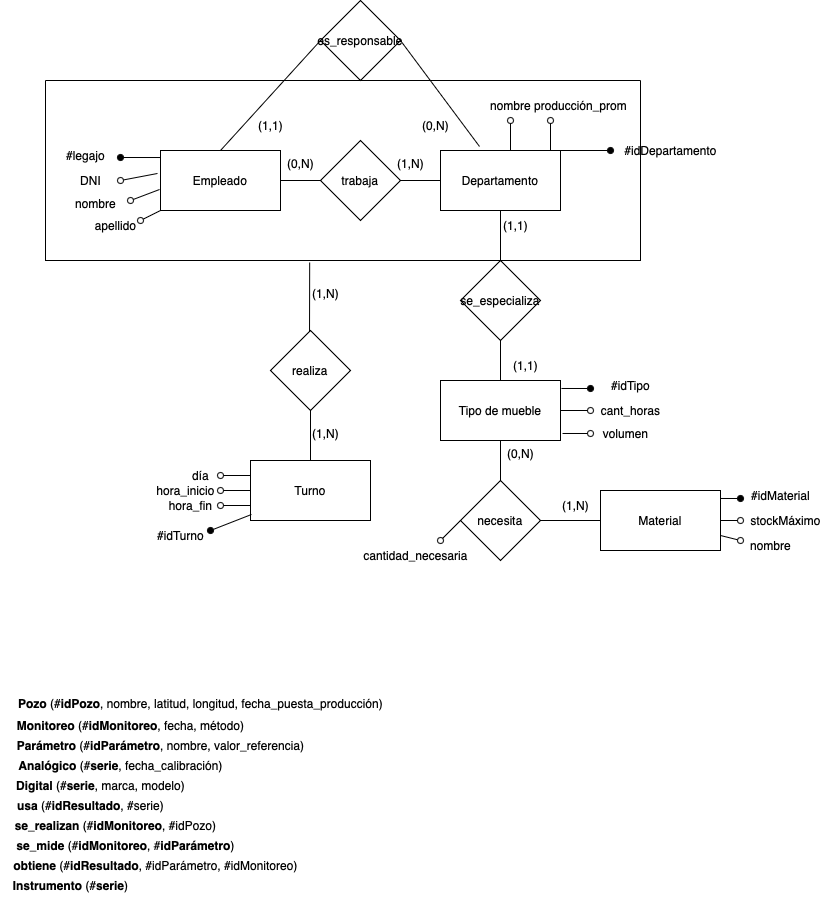 es_responsable
nombre producción_prom
(1,1)
(0,N)
#legajo
(0,N)
(1,N)
#idDepartamento
DNI
Empleado
trabaja
Departamento
nombre
apellido
(1,1)
(1,N)
se_especializa
realiza
(1,1)
#idTipo
Tipo de mueble
cant_horas
(1,N)
volumen
(0,N)
día
hora_inicio
Turno
hora_fin
#idTurno
necesita
(1,N)
Material
#idMaterial
stockMáximo
nombre
cantidad_necesaria
Pozo (#idPozo, nombre, latitud, longitud, fecha_puesta_producción)
Monitoreo (#idMonitoreo, fecha, método)
Parámetro (#idParámetro, nombre, valor_referencia)
Analógico (#serie, fecha_calibración)
Digital (#serie, marca, modelo)
usa (#idResultado, #serie)
se_realizan (#idMonitoreo, #idPozo)
se_mide (#idMonitoreo, #idParámetro)
obtiene (#idResultado, #idParámetro, #idMonitoreo)
Instrumento (#serie)